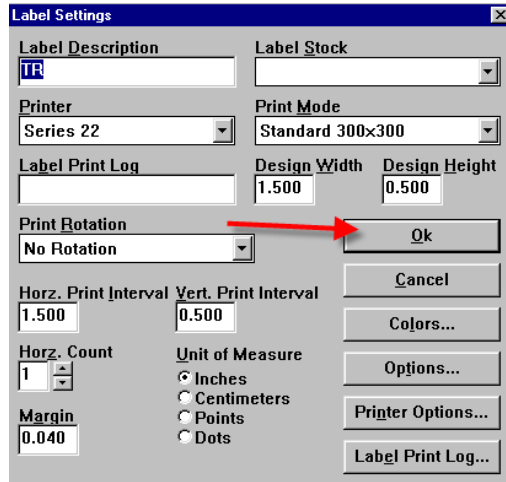 Label Settings
Label Description
Label Stock
TR
Printer
Print Mode
Series 22
Standard 300x300
Label Print Log
Design Width
Design Height
1.500
0.500
Print Rotation
No Rotation
Ok
Cancel
Horz. Print Interval
Vert. Print Interval
1.500
0.500
Colors...
Horz. Count
Unit of Measure
1
Inches
Centimeters
Points
Dots
Options...
Margin
0.040
Printer Options...
Label Print Log...